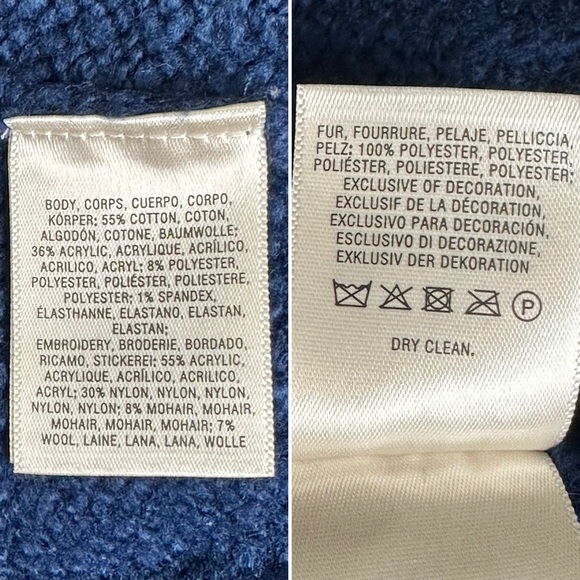 BODY, CORPS, CUERPO, CORPO,
KÖRPER: 55% COTTON, COTON,
ALGODÓN, COTONE, BAUMWOLLE;
36% ACRYLIC, ACRYLIQUE, ACRÍLICO,
ACRILICO, ACRYL; 8% POLYESTER,
POLYESTER, POLIÉSTER, POLIESTERE,
POLYESTER; 1% SPANDEX,
ÉLASTHANNE, ELASTANO, ELASTAN,
ELASTAN;
EMBROIDERY, BRODERIE, BORDADO,
RICAMO, STICKEREI: 55% ACRYLIC,
ACRYLIQUE, ACRÍLICO, ACRILICO,
ACRYL; 30% NYLON, NYLON, NYLON,
NYLON, NYLON; 8% MOHAIR, MOHAIR,
MOHAIR, MOHAIR, MOHAIR; 7%
WOOL, LAINE, LANA, LANA, WOLLE
FUR, FOURRURE, PELAJE, PELLICCIA,
PELZ: 100% POLYESTER, POLYESTER,
POLIÉSTER, POLIESTERE, POLYESTER;
EXCLUSIVE OF DECORATION,
EXCLUSIF DE LA DÉCORATION,
EXCLUSIVO PARA DECORACIÓN,
ESCLUSIVO DI DECORAZIONE,
EXKLUSIV DER DEKORATION
P
DRY CLEAN.